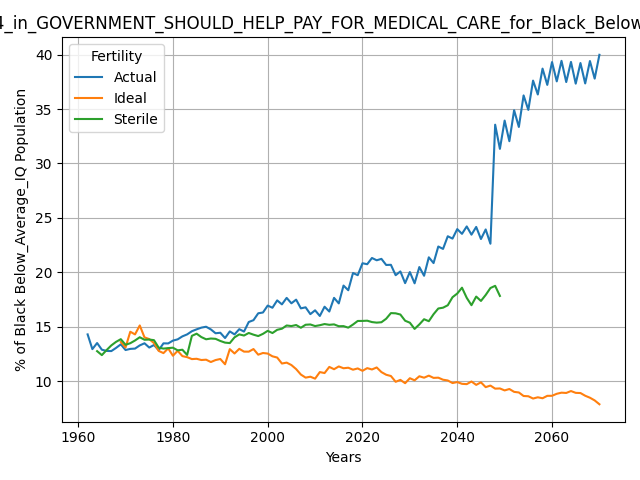 4_in_GOVERNMENT_SHOULD_HELP_PAY_FOR_MEDICAL_CARE_for_Black_Below
Fertility
Actual
Ideal
Sterile
40
35
30
25
20
15
10
% of Black Below_Average_IQ Population
1960
1980
2000
2020
2040
2060
Years